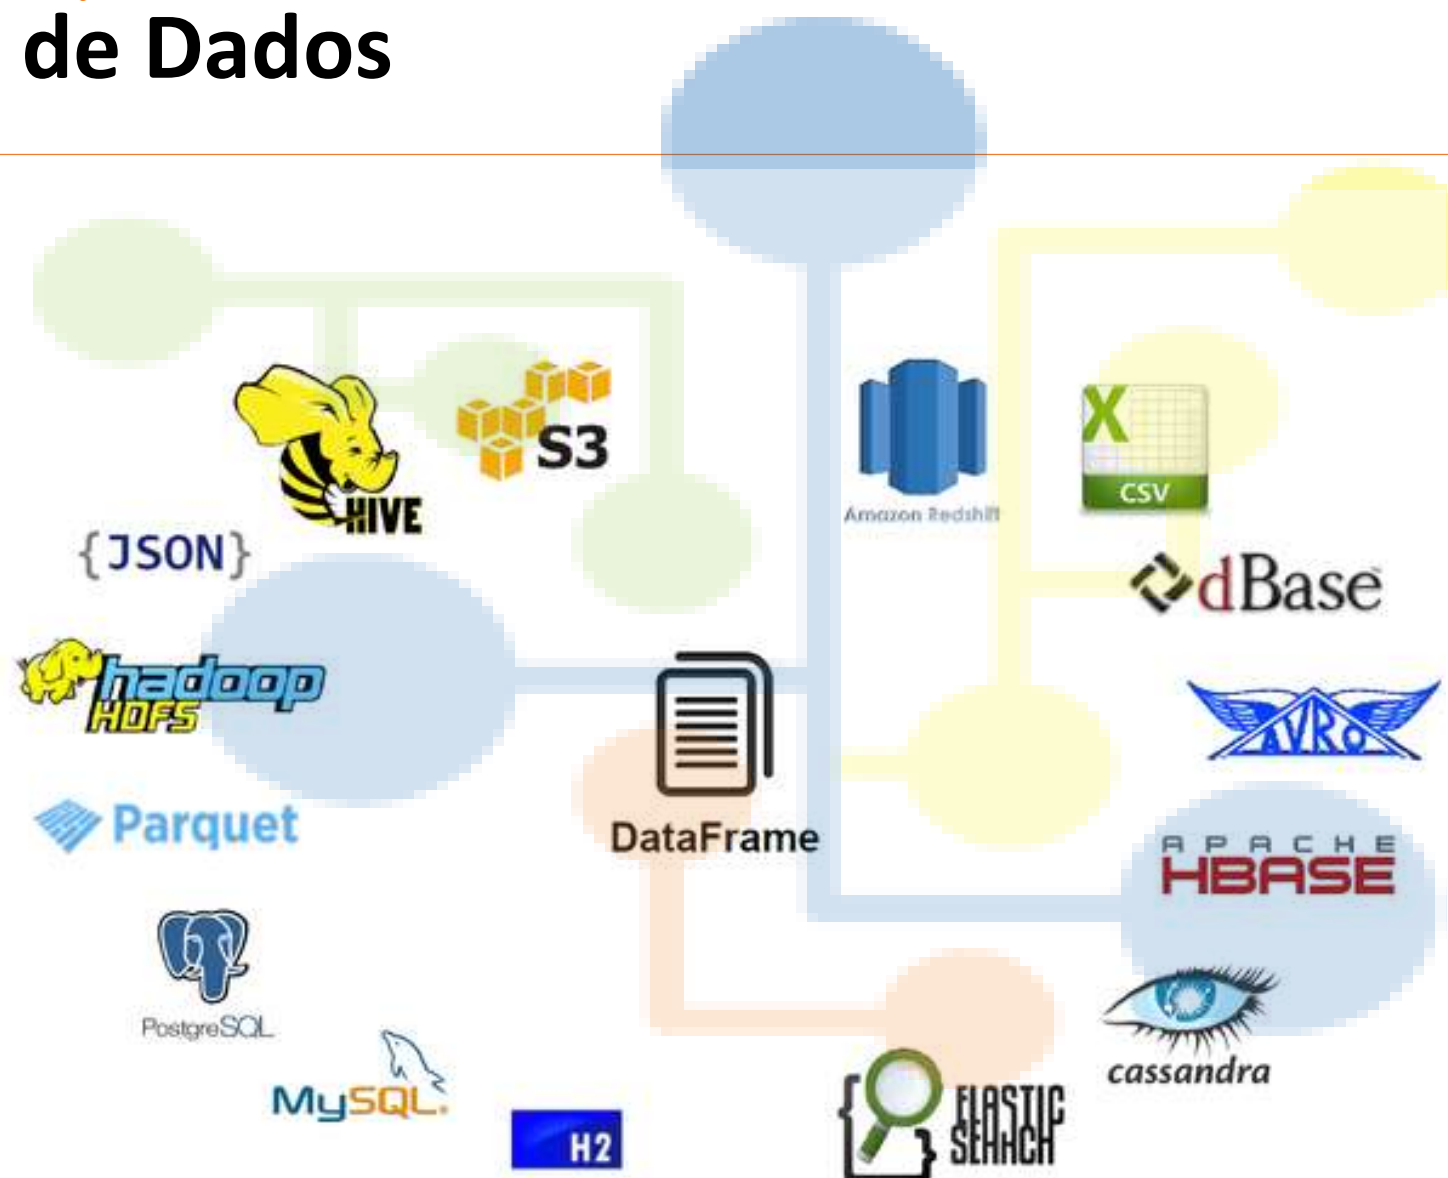 de Dados
HIVE
S3
Amazon Redshift
X
CSV
{JSON}
dBase
hadoop
HDFS
AVRO
Parquet
DataFrame
APACHE
HBASE
PostgreSQL
cassandra
MySQL
H2
ELASTIC
SEARCH